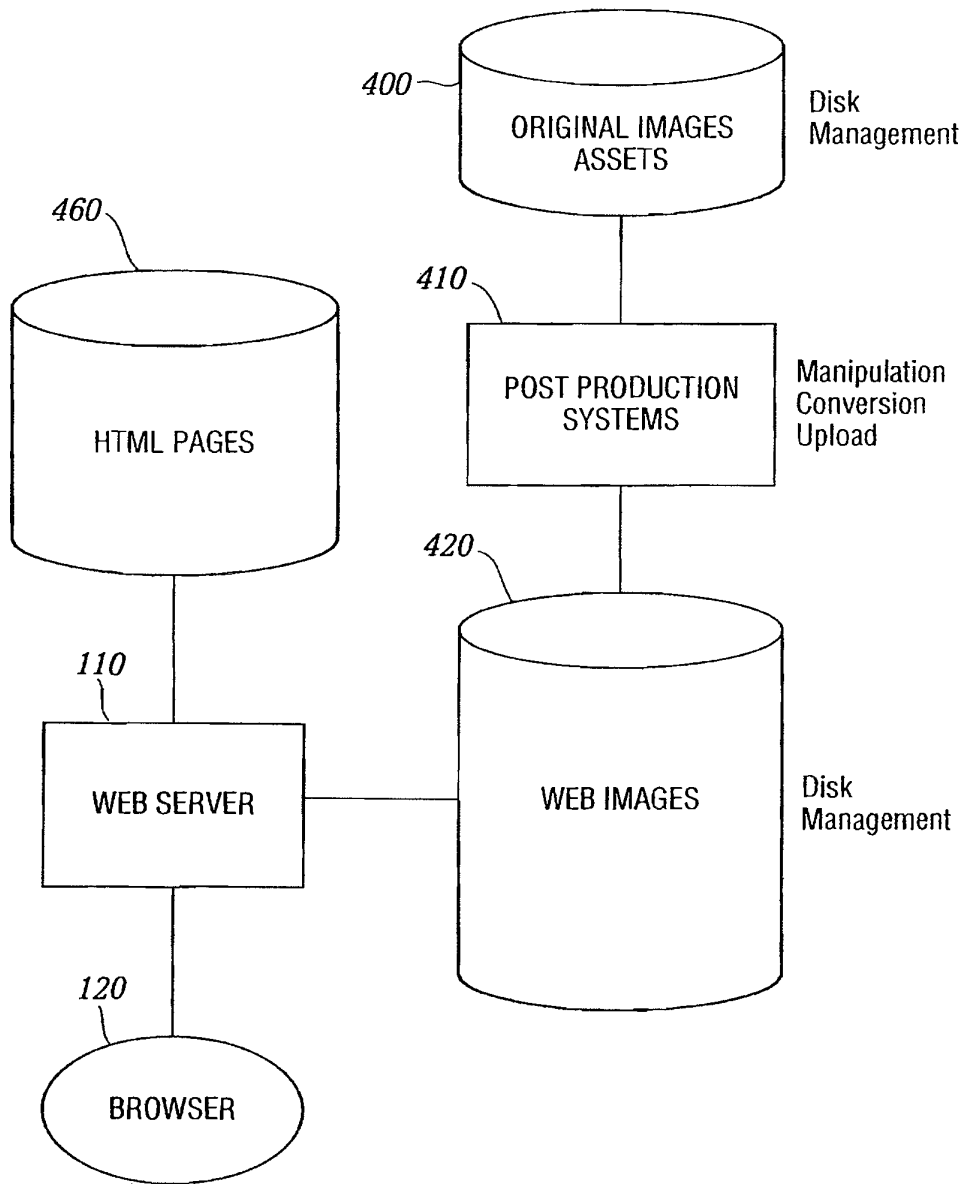 400
ORIGINAL IMAGES
ASSETS
Disk
Management
460
HTML PAGES
410
POST PRODUCTION
SYSTEMS
Manipulation
Conversion
Upload
420
WEB IMAGES
Disk
Management
110
WEB SERVER
120
BROWSER